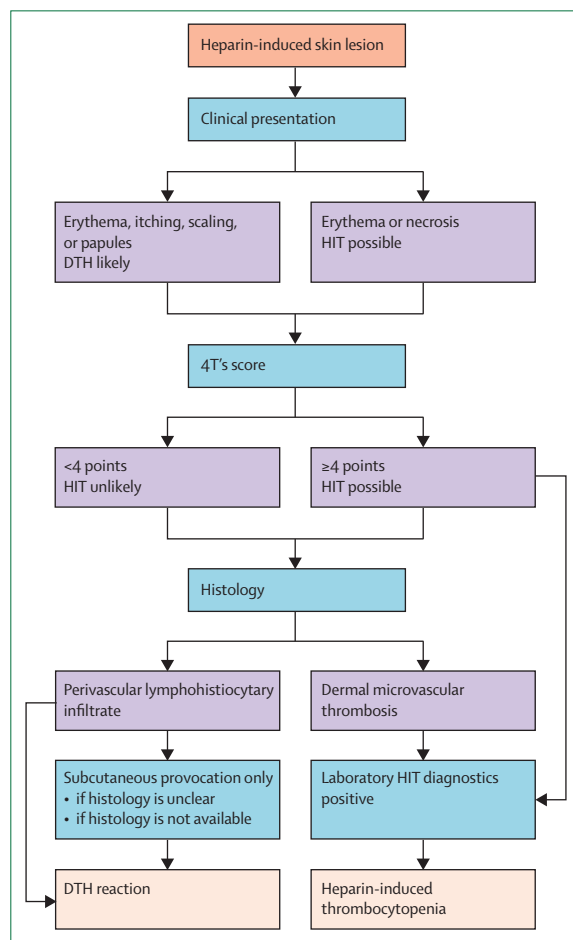 Heparin-induced skin lesion
Clinical presentation
Erythema, itching, scaling,
or papules
DTH likely
Erythema or necrosis
HIT possible
4T's score
<4 points
HIT unlikely
≥4 points
HIT possible
Histology
Perivascular lymphohistiocytary
infiltrate
Dermal microvascular
thrombosis
Subcutaneous provocation only
• if histology is unclear
• if histology is not available
Laboratory HIT diagnostics
positive
DTH reaction
Heparin-induced
thrombocytopenia